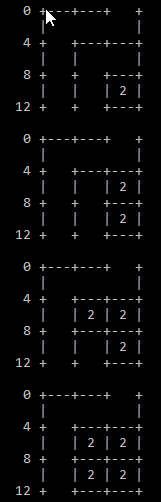 0 +---+---+   +
   |           |
 4 +   +---+---+
   |   |       |
 8 +   +   +---+
   |   |   | 2 |
12 +   +   +---+

 0 +---+---+   +
   |           |
 4 +   +---+---+
   |   |   | 2 |
 8 +   +   +---+
   |   |   | 2 |
12 +   +   +---+

 0 +---+---+   +
   |           |
 4 +   +---+---+
   |   | 2 | 2 |
 8 +   +---+---+
   |   |   | 2 |
12 +   +   +---+

 0 +---+---+   +
   |           |
 4 +   +---+---+
   |   | 2 | 2 |
 8 +   +---+---+
   |   | 2 | 2 |
12 +   +---+---+